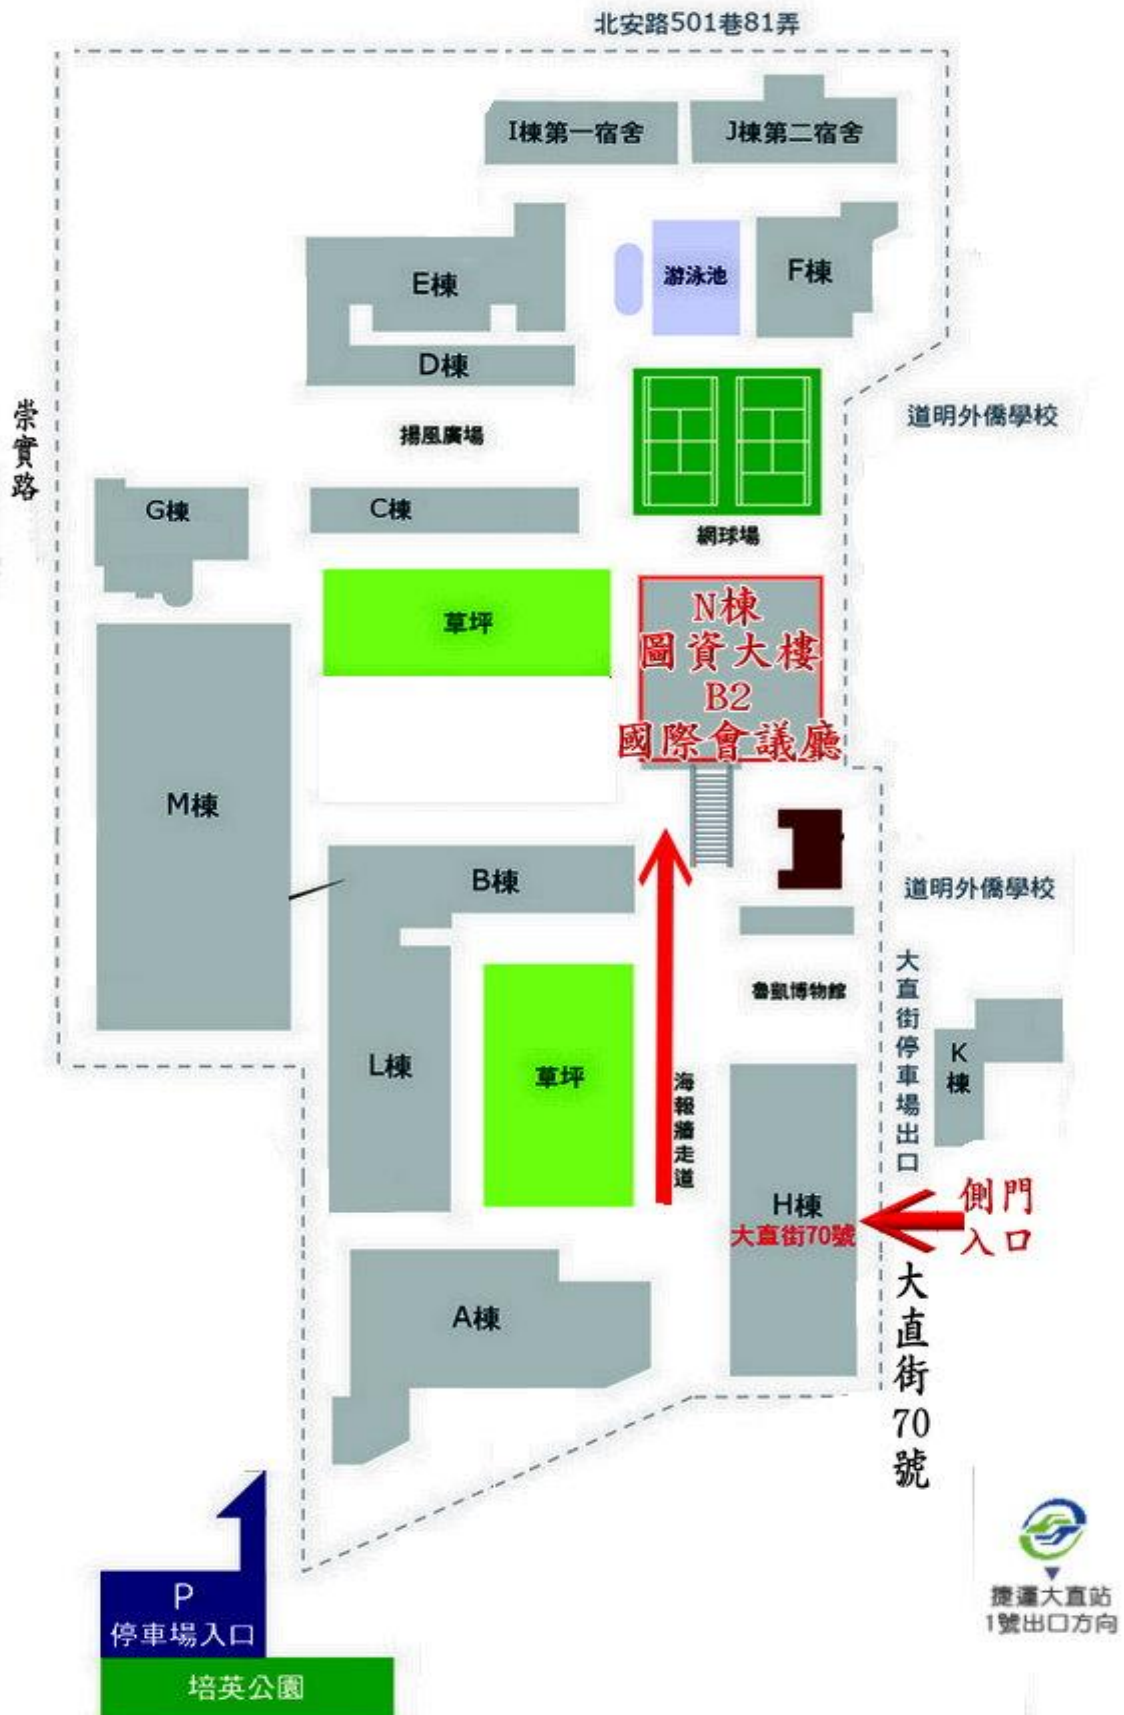 北安路501巷81弄
I棟第一宿舍
J棟第二宿舍
E棟
游泳池
F棟
D棟
崇實路
揚風廣場
道明外僑學校
G棟
C棟
網球場
草坪
N棟
圖資大樓
B2
國際會議廳
M棟
B棟
道明外僑學校
魯凱博物館
大直街停車場出口
K棟
L棟
草坪
海報牆走道
H棟
大直街70號
側門
入口
大直街70號
A棟
P
停車場入口
培英公園
捷運大直站
1號出口方向